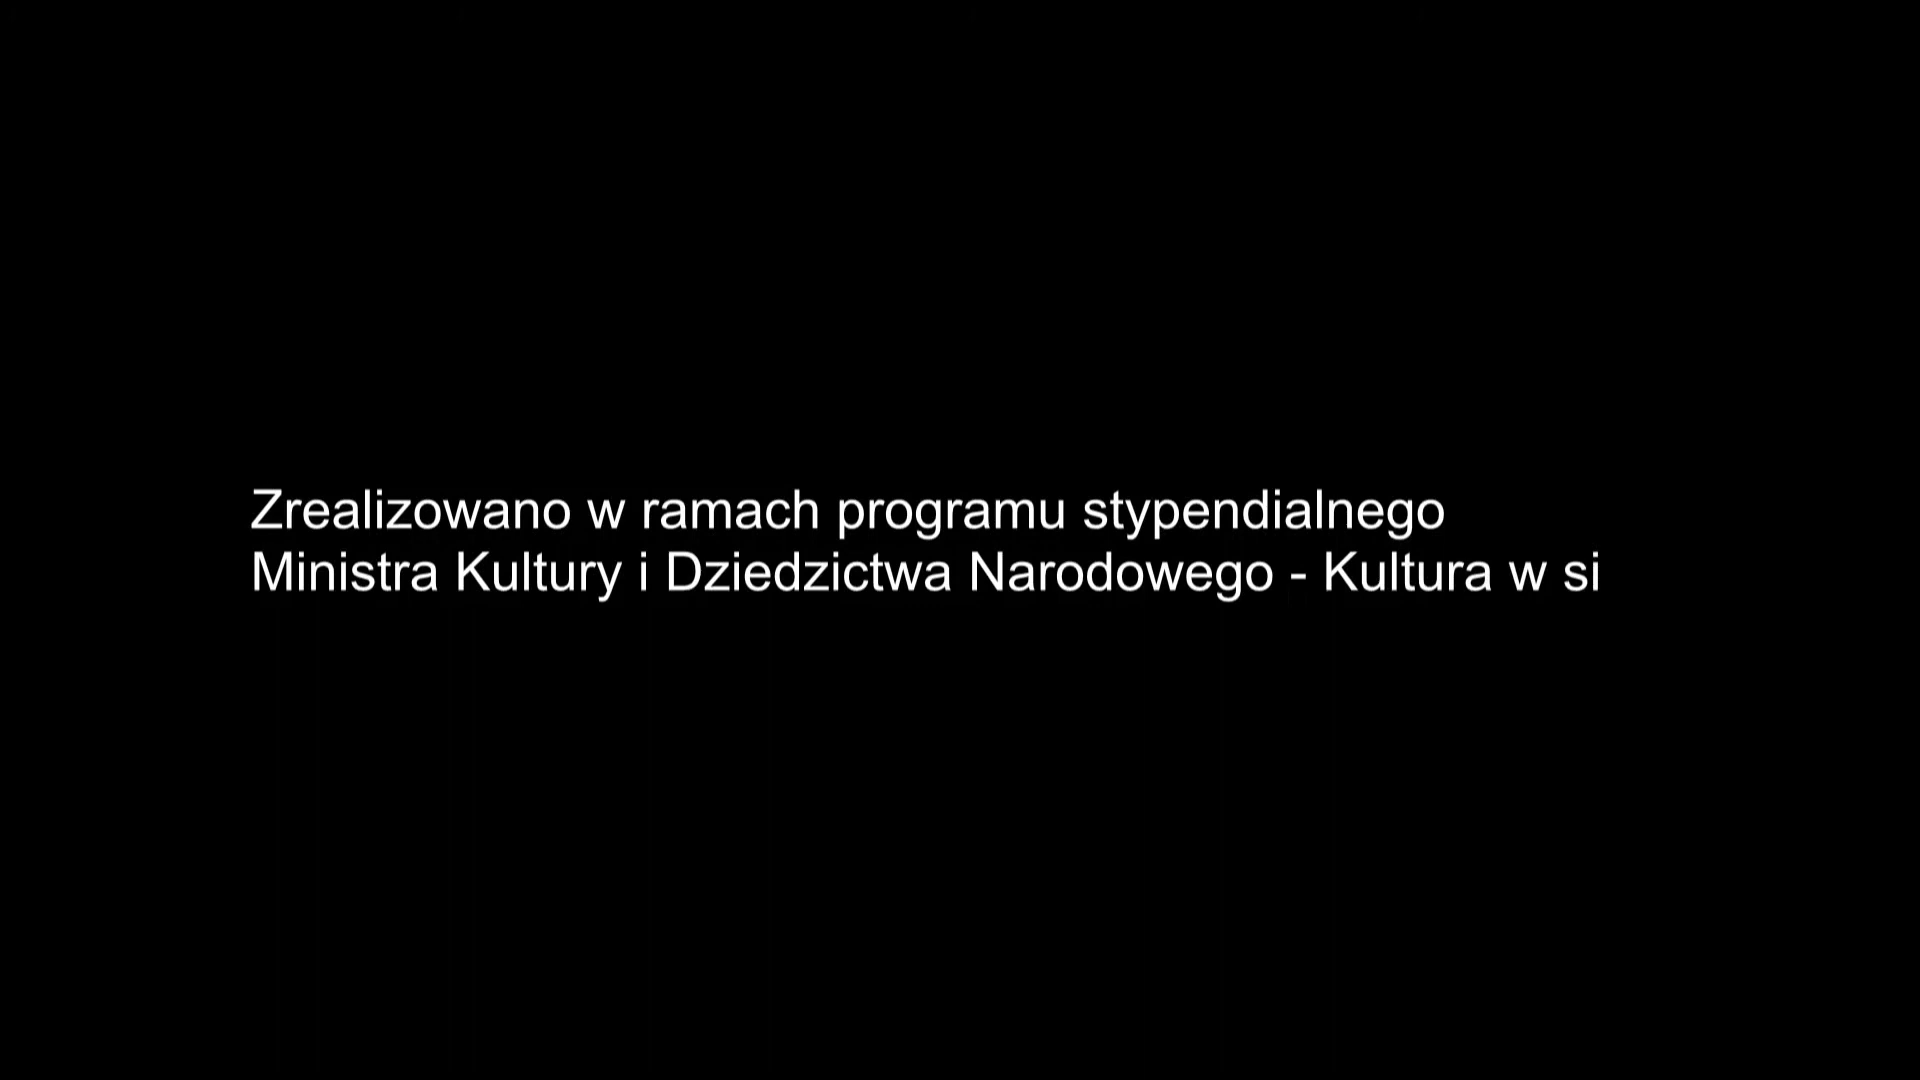 Zrealizowano w ramach programu stypendialnego
Ministra Kultury i Dziedzictwa Narodowego - Kultura w si